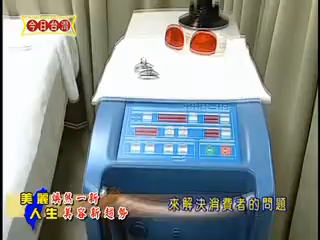 今日台灣
來解決消費者的問題
美麗 煥然一新
人生 美容新趨勢